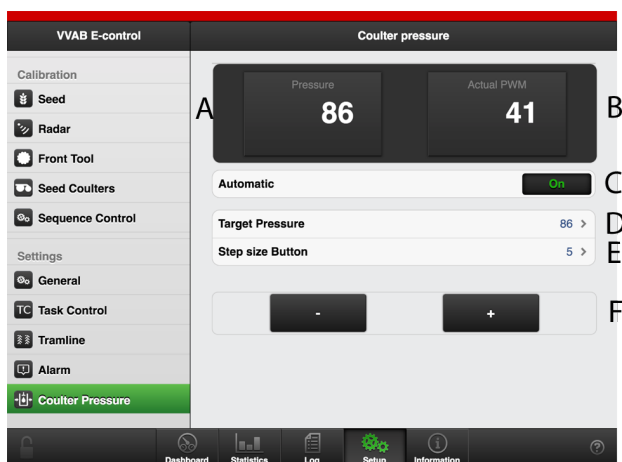 VVAB E-control
Coulter pressure
Calibration
Seed
Radar
Front Tool
Seed Coulters
Sequence Control
Settings
General
TC Task Control
Tramline
Alarm
Coulter Pressure
A
Pressure
86
Actual PWM
41
B
Automatic On C
Target Pressure 86 > D
Step size Button 5 > E
- + F
Dashboard Statistics Log Setup Information ?